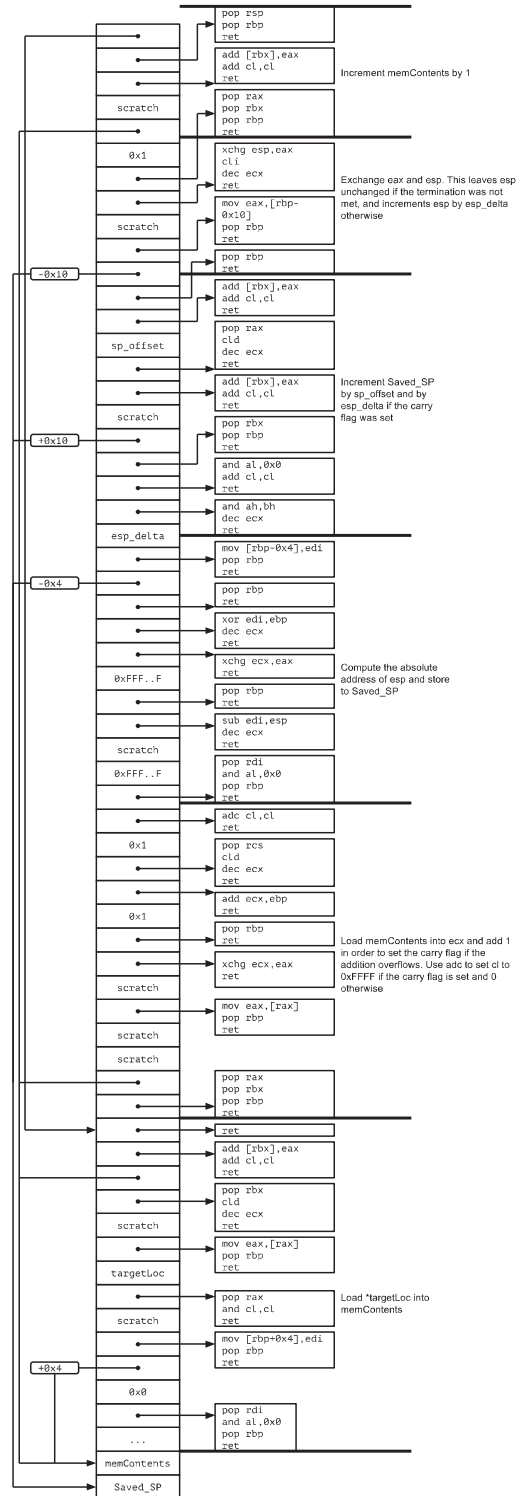 pop rsp
pop rbp
ret
add [rbx],eax
add cl,cl
ret
Increment memContents by 1
scratch
pop rax
pop rbx
pop rbp
ret
0x1
xchg esp,eax
cli
dec ecx
ret
Exchange eax and esp. This leaves esp
unchanged if the termination was not
met, and increments esp by esp_delta
otherwise
scratch
mov eax,[rbp-
0x10]
pop rbp
ret
-0x10
pop rbp
ret
add [rbx],eax
add cl,cl
ret
sp_offset
pop rax
cld
dec ecx
ret
add [rbx],eax
add cl,cl
ret
Increment Saved_SP
by sp_offset and by
esp_delta if the carry
flag was set
scratch
+0x10
pop rbx
pop rbp
ret
and al,0x0
add cl,cl
ret
and ah,bh
dec ecx
ret
esp_delta
mov [rbp-0x4],edi
pop rbp
ret
-0x4
pop rbp
ret
xor edi,ebp
dec ecx
ret
xchg ecx,eax
ret
Compute the absolute
address of esp and store
to Saved_SP
0xFFF..F
pop rbp
ret
sub edi,esp
dec ecx
ret
scratch
0xFFF..F
pop rdi
and al,0x0
pop rbp
ret
adc cl,cl
ret
0x1
pop rcs
cld
dec ecx
ret
add ecx,ebp
ret
0x1
pop rbp
ret
xchg ecx,eax
ret
Load memContents into ecx and add 1
in order to set the carry flag if the
addition overflows. Use adc to set cl to
0xFFFF if the carry flag is set and 0
otherwise
scratch
mov eax,[rax]
pop rbp
ret
scratch
scratch
pop rax
pop rbx
pop rbp
ret
ret
add [rbx],eax
add cl,cl
ret
pop rbx
cld
dec ecx
ret
scratch
mov eax,[rax]
pop rbp
ret
targetLoc
pop rax
and cl,cl
ret
Load *targetLoc into
memContents
scratch
mov [rbp+0x4],edi
pop rbp
ret
+0x4
0x0
pop rdi
and al,0x0
pop rbp
ret
...
memContents
Saved_SP